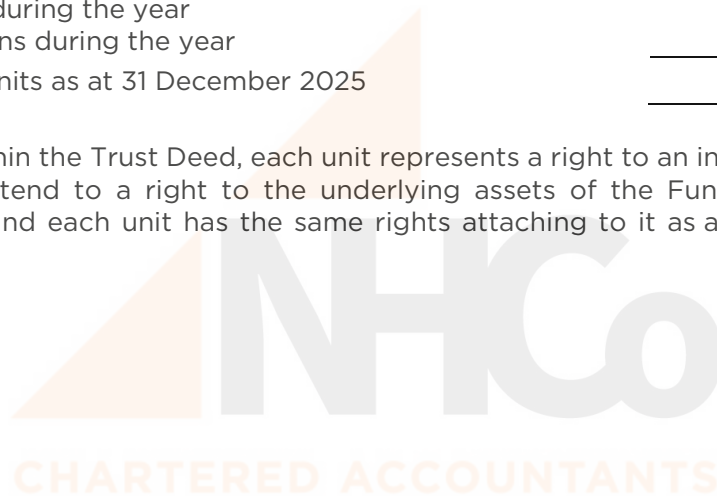 during the year
ns during the year
nits as at 31 December 2025
hin the Trust Deed, each unit represents a right to an in
tend to a right to the underlying assets of the Fun
nd each unit has the same rights attaching to it as a
NHCo
CHARTERED ACCOUNTANTS